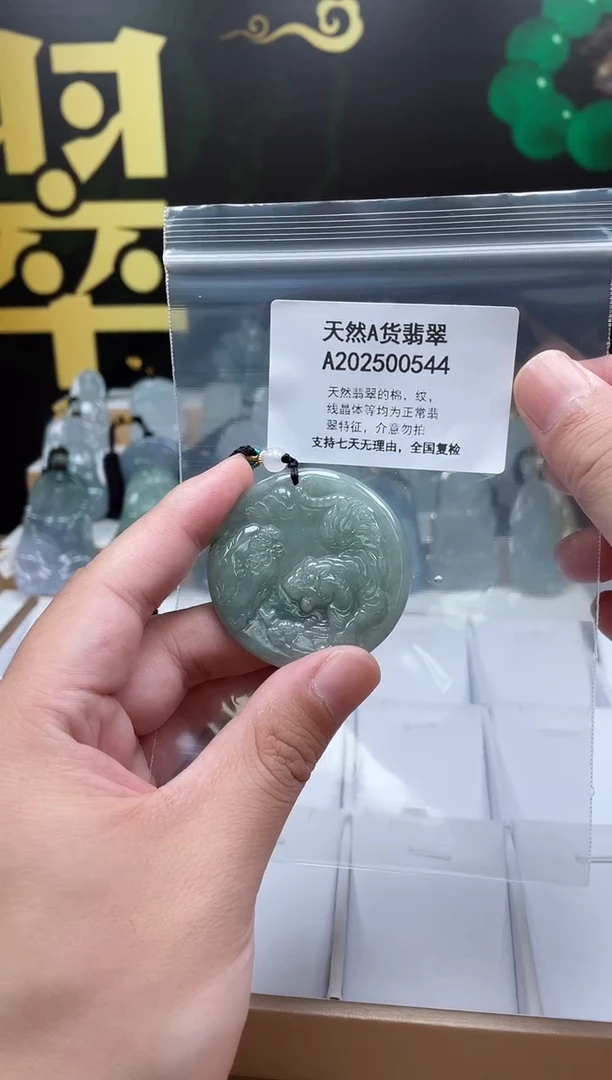 翠
天然A货翡翠
A202500544
天然翡翠的棉，纹，
线晶体等均为正常翡
翠特征，介意勿拍
支持七天无理由，全国复检